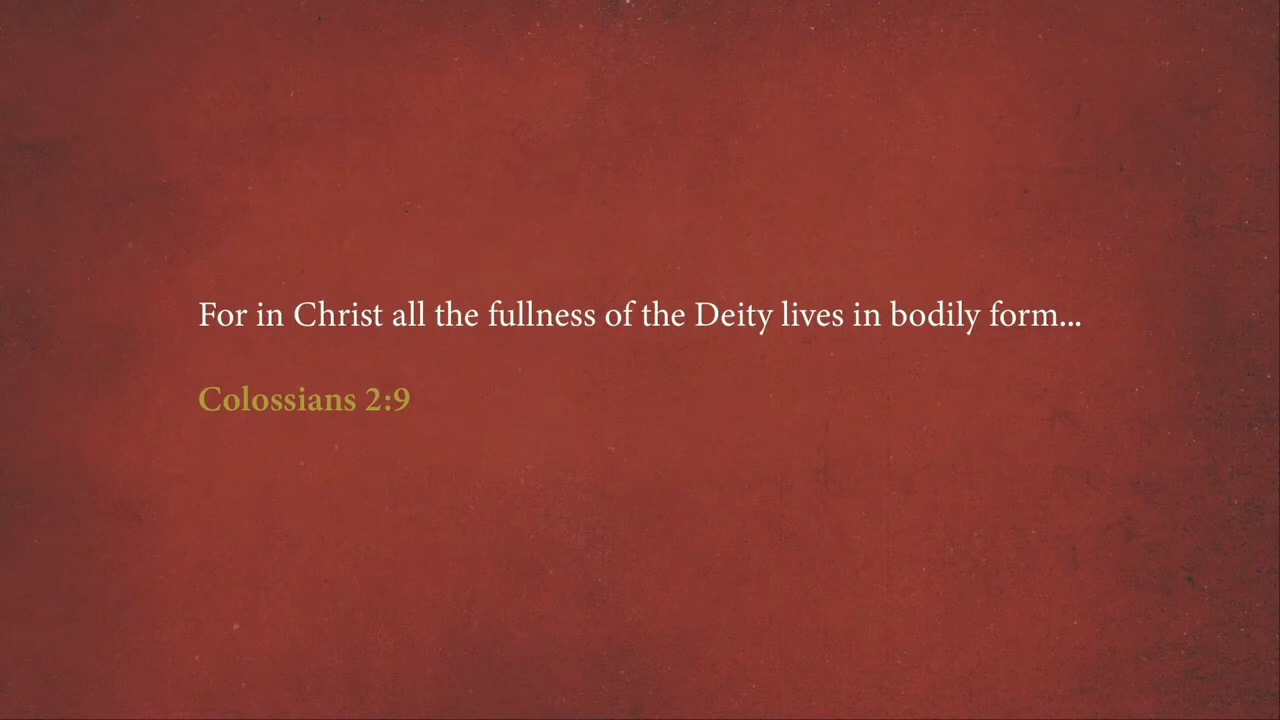 For in Christ all the fullness of the Deity lives in bodily form...
Colossians 2:9